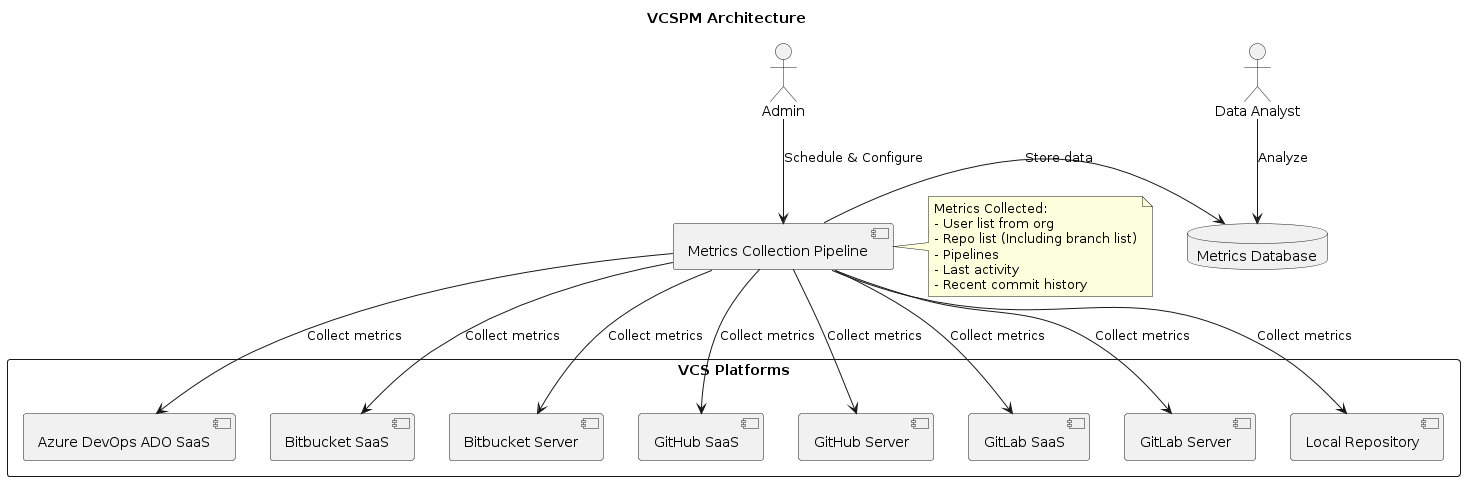 VCSPM Architecture
Admin
Data Analyst
Schedule & Configure
Store data
Analyze
Metrics Collection Pipeline
Metrics Collected:
- User list from org
- Repo list (Including branch list)
- Pipelines
- Last activity
- Recent commit history
Metrics Database
Collect metrics
Collect metrics
Collect metrics
Collect metrics
Collect metrics
Collect metrics
Collect metrics
Collect metrics
VCS Platforms
Azure DevOps ADO SaaS
Bitbucket SaaS
Bitbucket Server
GitHub SaaS
GitHub Server
GitLab SaaS
GitLab Server
Local Repository